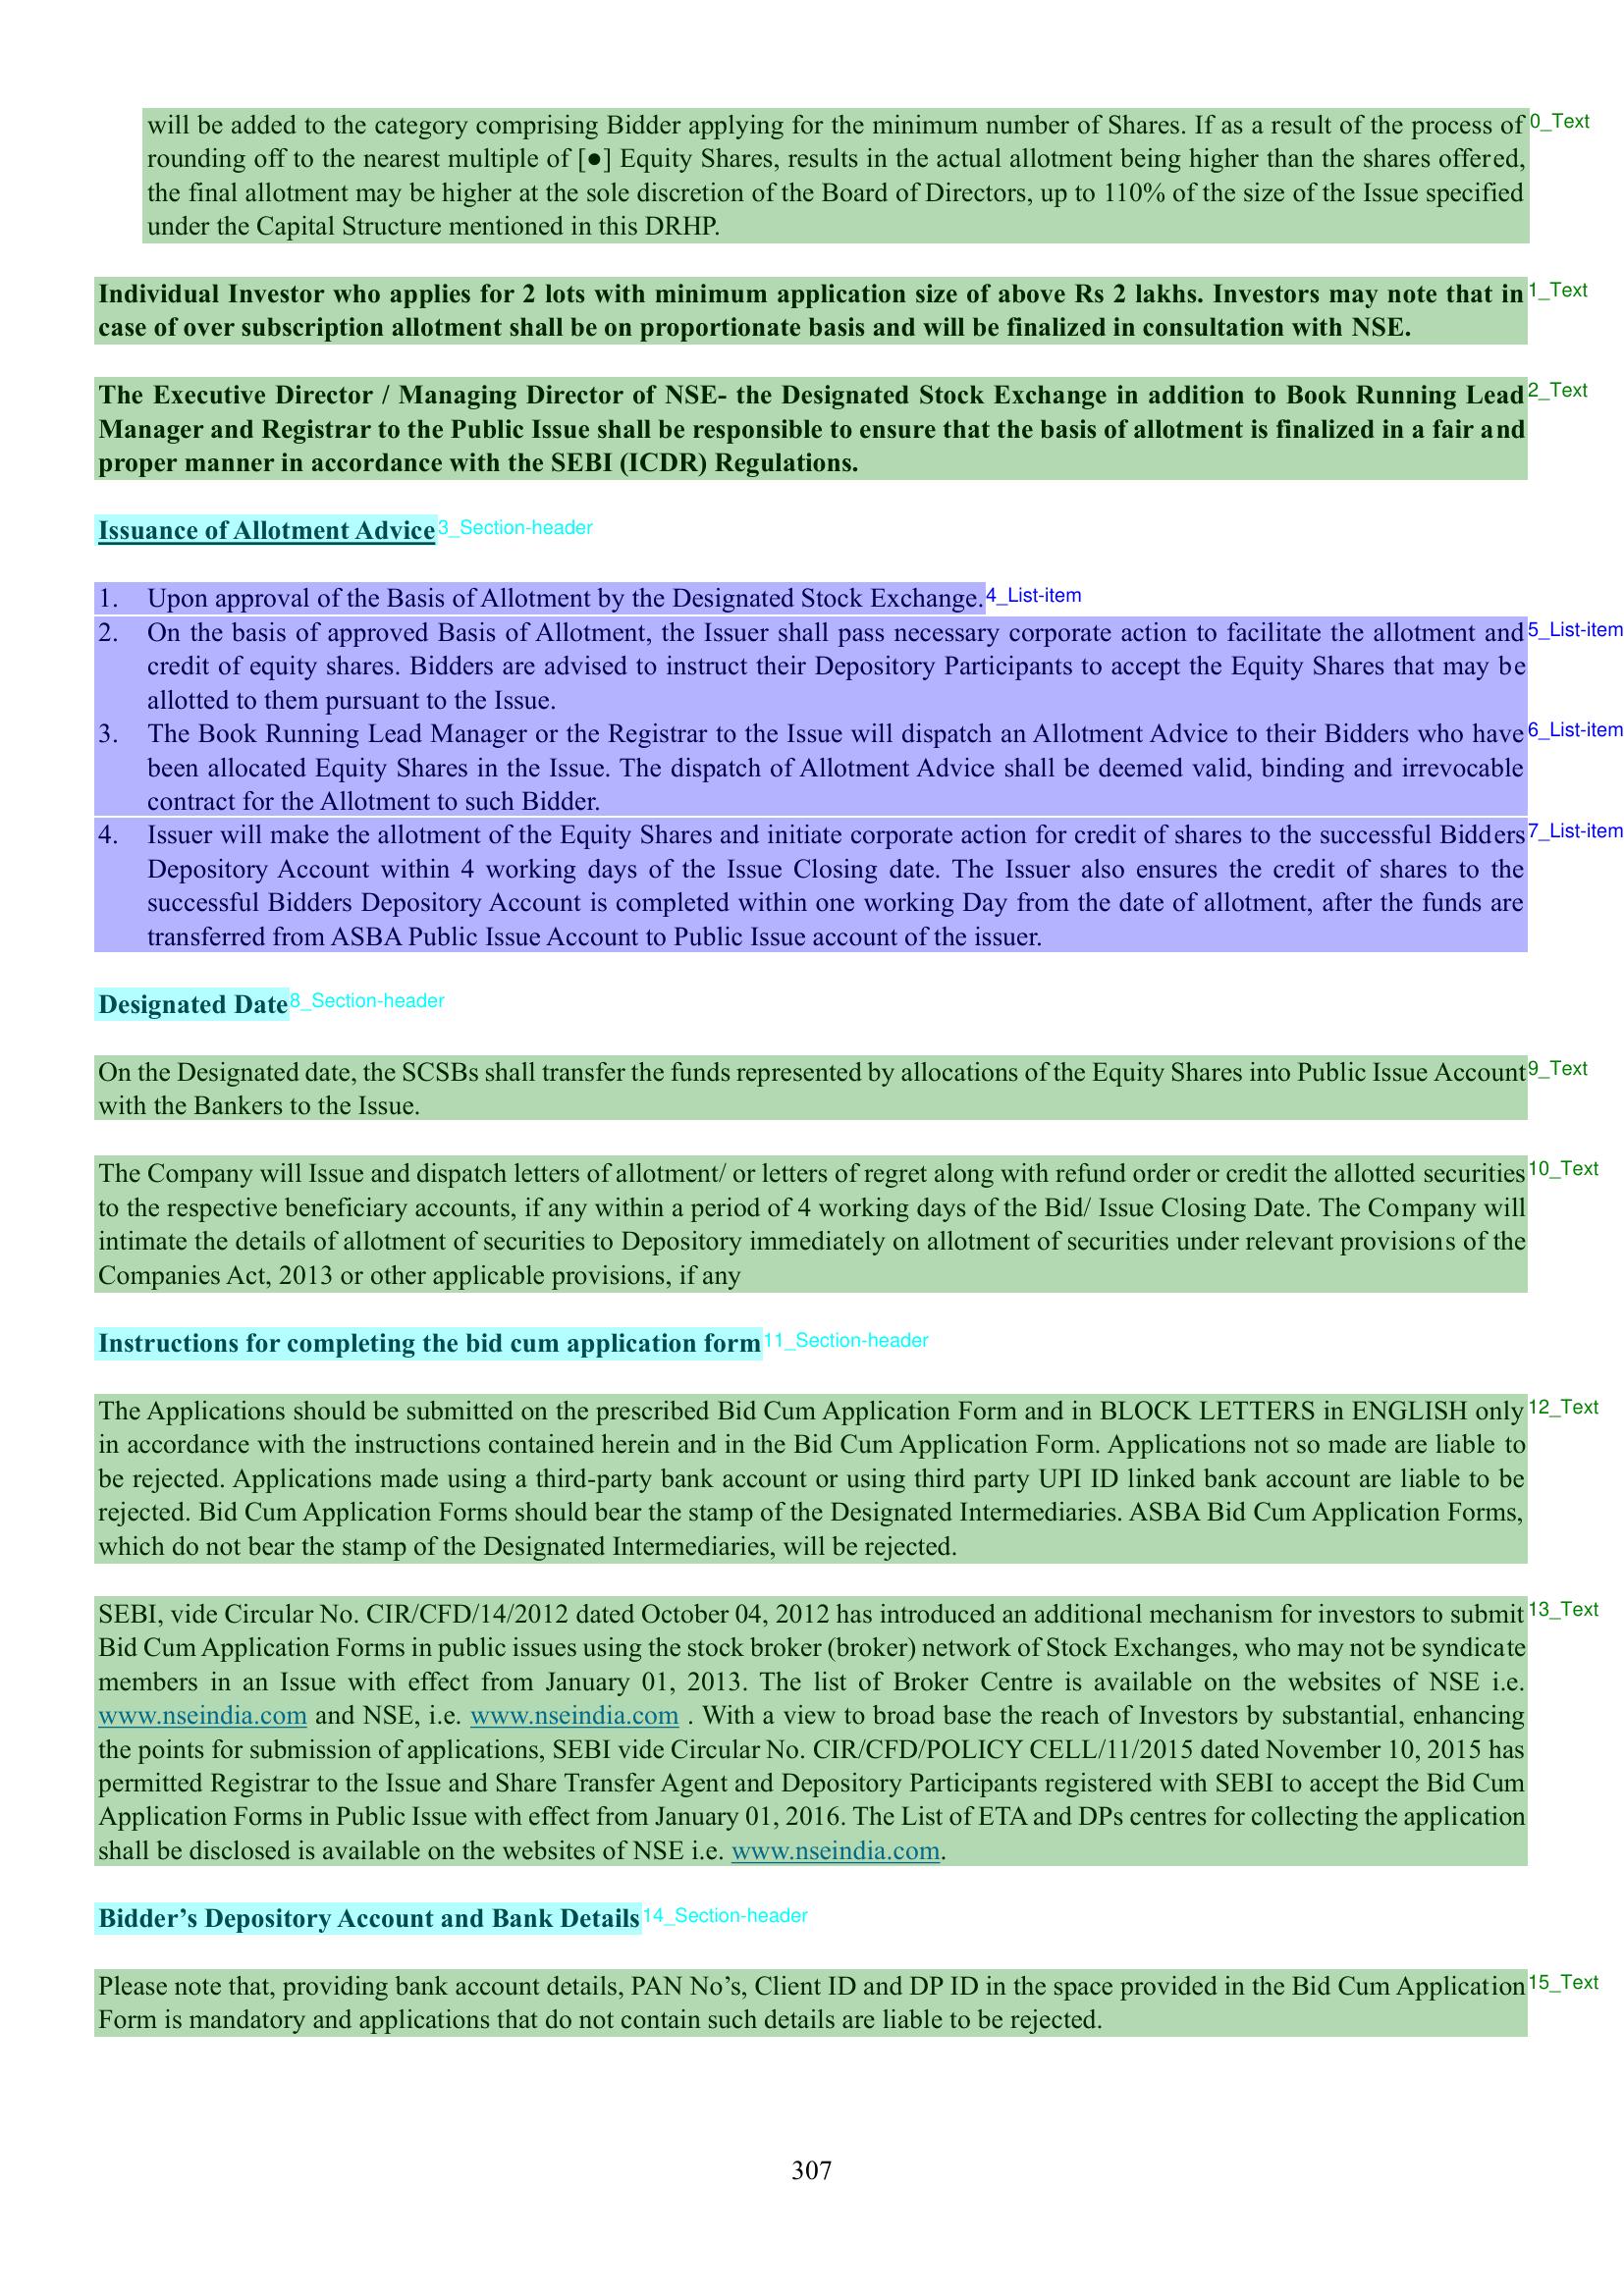 will be added to the category comprising Bidder applying for the minimum number of Shares. If as a result of the process of 0_Text
rounding off to the nearest multiple of [●] Equity Shares, results in the actual allotment being higher than the shares offered,
the final allotment may be higher at the sole discretion of the Board of Directors, up to 110% of the size of the Issue specified
under the Capital Structure mentioned in this DRHP.
Individual Investor who applies for 2 lots with minimum application size of above Rs 2 lakhs. Investors may note that in 1_Text
case of over subscription allotment shall be on proportionate basis and will be finalized in consultation with NSE.
The Executive Director / Managing Director of NSE- the Designated Stock Exchange in addition to Book Running Lead 2_Text
Manager and Registrar to the Public Issue shall be responsible to ensure that the basis of allotment is finalized in a fair and
proper manner in accordance with the SEBI (ICDR) Regulations.
Issuance of Allotment Advice 3_Section-header
1. Upon approval of the Basis of Allotment by the Designated Stock Exchange. 4_List-item
2. On the basis of approved Basis of Allotment, the Issuer shall pass necessary corporate action to facilitate the allotment and 5_List-item
credit of equity shares. Bidders are advised to instruct their Depository Participants to accept the Equity Shares that may be
allotted to them pursuant to the Issue.
3. The Book Running Lead Manager or the Registrar to the Issue will dispatch an Allotment Advice to their Bidders who have 6_List-item
been allocated Equity Shares in the Issue. The dispatch of Allotment Advice shall be deemed valid, binding and irrevocable
contract for the Allotment to such Bidder.
4. Issuer will make the allotment of the Equity Shares and initiate corporate action for credit of shares to the successful Bidders 7_List-item
Depository Account within 4 working days of the Issue Closing date. The Issuer also ensures the credit of shares to the
successful Bidders Depository Account is completed within one working Day from the date of allotment, after the funds are
transferred from ASBA Public Issue Account to Public Issue account of the issuer.
Designated Date 8_Section-header
On the Designated date, the SCSBs shall transfer the funds represented by allocations of the Equity Shares into Public Issue Account 9_Text
with the Bankers to the Issue.
The Company will Issue and dispatch letters of allotment/ or letters of regret along with refund order or credit the allotted securities 10_Text
to the respective beneficiary accounts, if any within a period of 4 working days of the Bid/ Issue Closing Date. The Company will
intimate the details of allotment of securities to Depository immediately on allotment of securities under relevant provisions of the
Companies Act, 2013 or other applicable provisions, if any
Instructions for completing the bid cum application form 11_Section-header
The Applications should be submitted on the prescribed Bid Cum Application Form and in BLOCK LETTERS in ENGLISH only 12_Text
in accordance with the instructions contained herein and in the Bid Cum Application Form. Applications not so made are liable to
be rejected. Applications made using a third-party bank account or using third party UPI ID linked bank account are liable to be
rejected. Bid Cum Application Forms should bear the stamp of the Designated Intermediaries. ASBA Bid Cum Application Forms,
which do not bear the stamp of the Designated Intermediaries, will be rejected.
SEBI, vide Circular No. CIR/CFD/14/2012 dated October 04, 2012 has introduced an additional mechanism for investors to submit 13_Text
Bid Cum Application Forms in public issues using the stock broker (broker) network of Stock Exchanges, who may not be syndicate
members in an Issue with effect from January 01, 2013. The list of Broker Centre is available on the websites of NSE i.e.
www.nseindia.com and NSE, i.e. www.nseindia.com . With a view to broad base the reach of Investors by substantial, enhancing
the points for submission of applications, SEBI vide Circular No. CIR/CFD/POLICY CELL/11/2015 dated November 10, 2015 has
permitted Registrar to the Issue and Share Transfer Agent and Depository Participants registered with SEBI to accept the Bid Cum
Application Forms in Public Issue with effect from January 01, 2016. The List of ETA and DPs centres for collecting the application
shall be disclosed is available on the websites of NSE i.e. www.nseindia.com.
Bidder’s Depository Account and Bank Details 14_Section-header
Please note that, providing bank account details, PAN No’s, Client ID and DP ID in the space provided in the Bid Cum Application 15_Text
Form is mandatory and applications that do not contain such details are liable to be rejected.
307